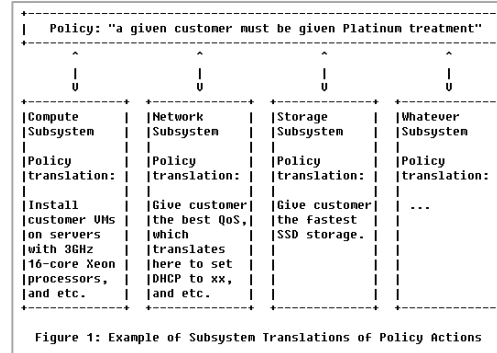 Policy: "a given customer must be given Platinum treatment"
Compute Network Storage Whatever
Subsystem Subsystem Subsystem Subsystem
Policy Policy Policy Policy
translation: translation: translation: translation:
Install Give customer Give customer ...
customer VMs the best QoS, the fastest
on servers which SSD storage.
with 3GHz translates
16-core Xeon here to set
processors, DHCP to xx,
and etc. and etc.
Figure 1: Example of Subsystem Translations of Policy Actions